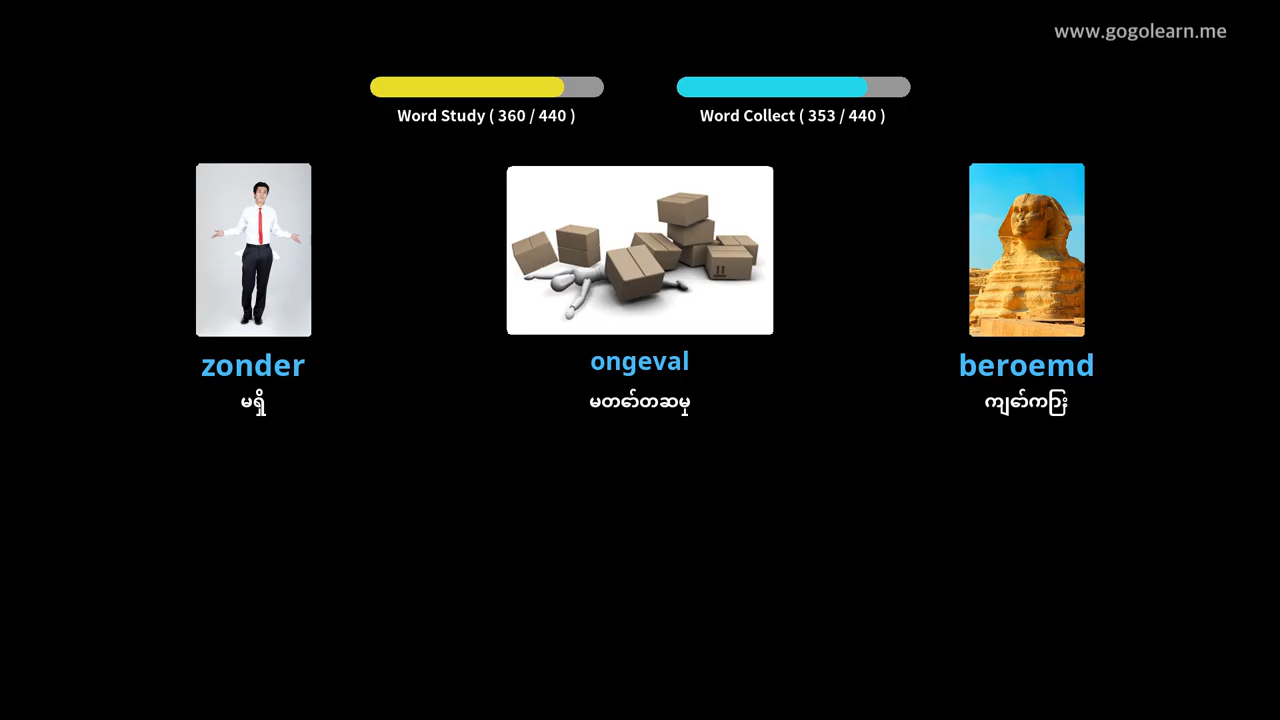 www.gogolearn.me
Word Study ( 360 / 440 )
Word Collect ( 353 / 440 )
zonder
ongeval
beroemd
မရှိ
မတော်တဆမှု
ကျော်ကြား